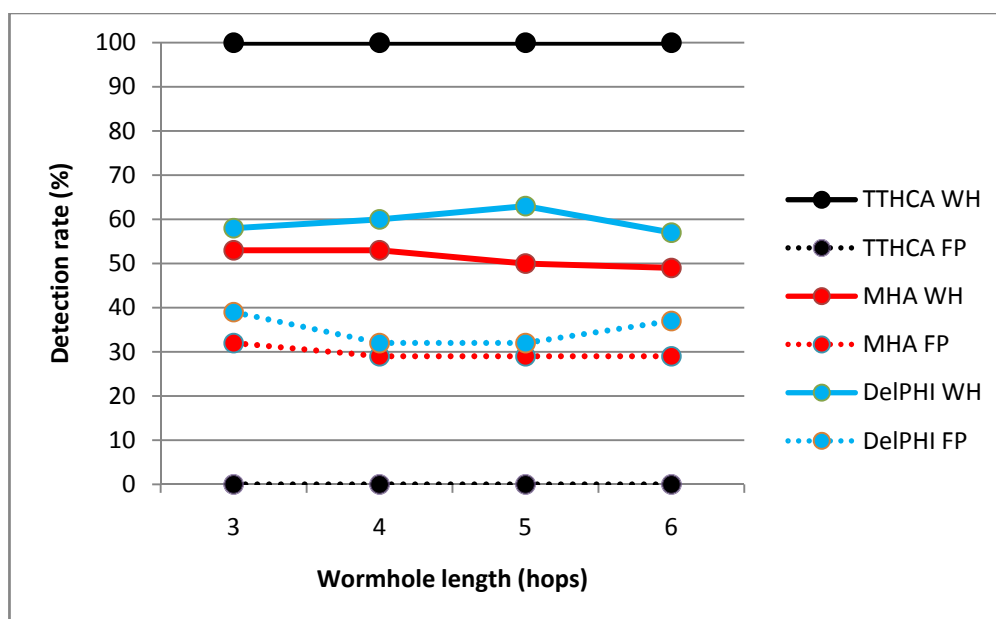 100
90
80
70
60
50
40
30
20
10
0
3 4 5 6
Detection rate (%)
Wormhole length (hops)
TTHCA WH
TTHCA FP
MHA WH
MHA FP
DelPHI WH
DelPHI FP